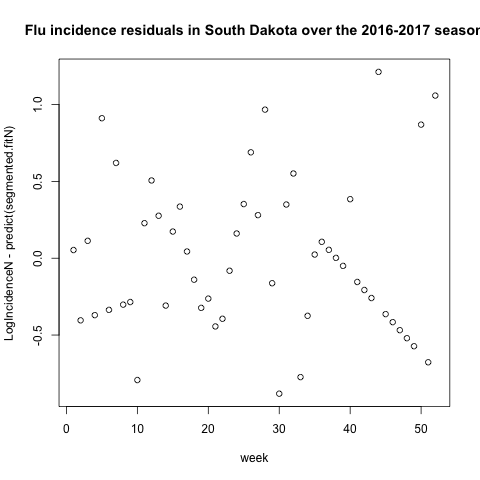 Flu incidence residuals in South Dakota over the 2016-2017 season
LogIncidenceN - predict(segmented.fitN)
1.0
0.5
0.0
-0.5
0 10 20 30 40 50
week